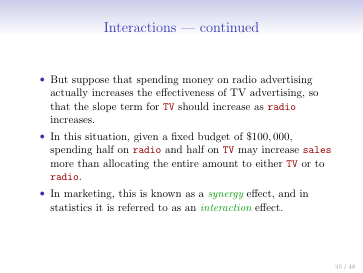 Interactions — continued
• But suppose that spending money on radio advertising
actually increases the effectiveness of TV advertising, so
that the slope term for TV should increase as radio
increases.
• In this situation, given a fixed budget of $100,000,
spending half on radio and half on TV may increase sales
more than allocating the entire amount to either TV or to
radio.
• In marketing, this is known as a synergy effect, and in
statistics it is referred to as an interaction effect.
35 / 48